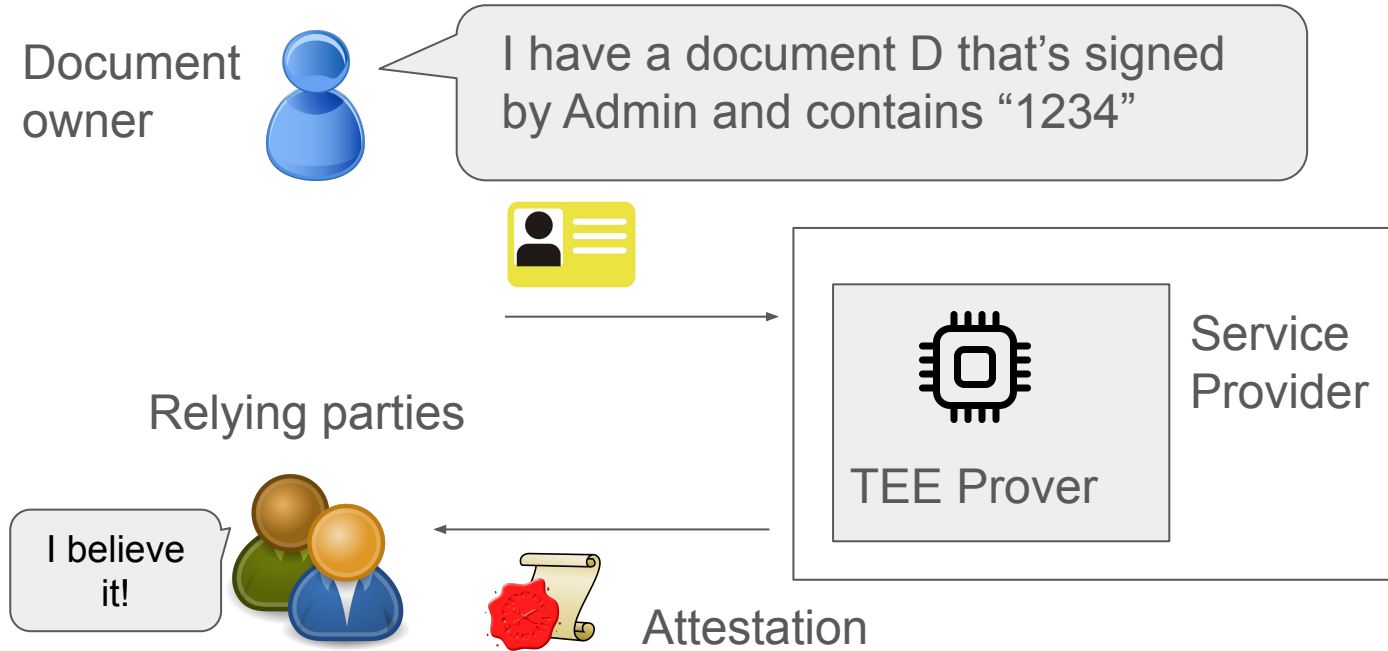 Document
owner
I have a document D that’s signed
by Admin and contains “1234”
Service
Provider
TEE Prover
Relying parties
I believe
it!
Attestation